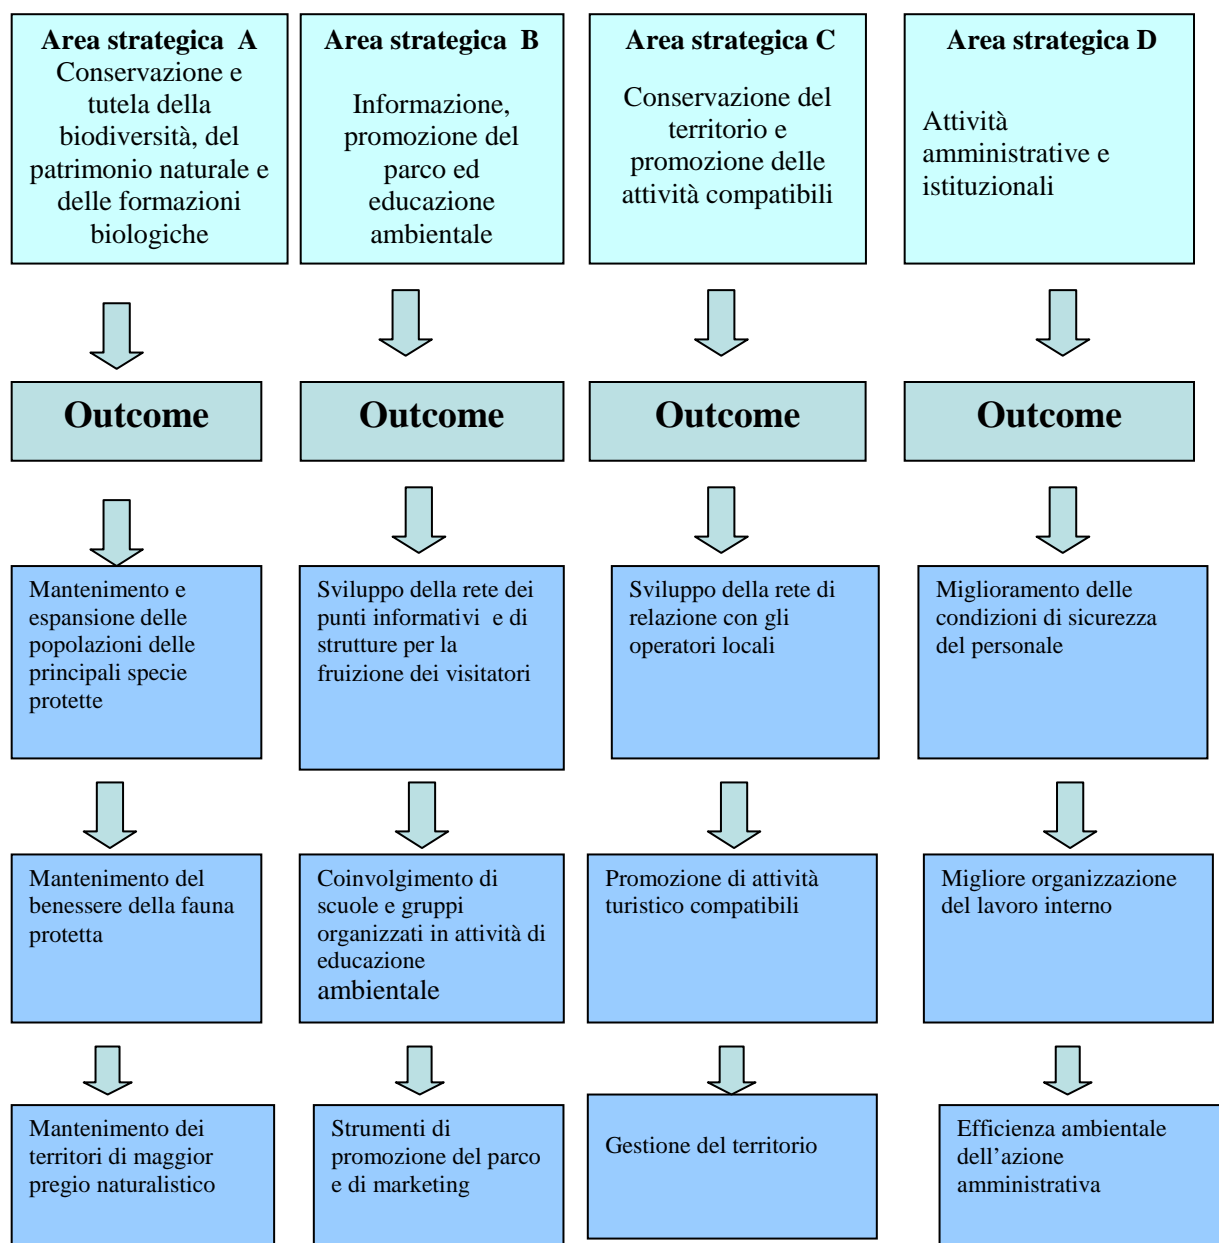 Area strategica A
Conservazione e
tutela della
biodiversità, del
patrimonio naturale e
delle formazioni
biologiche
Area strategica B
Informazione,
promozione del
parco ed
educazione
ambientale
Area strategica C
Conservazione del
territorio e
promozione delle
attività compatibili
Area strategica D
Attività
amministrative e
istituzionali
Outcome
Outcome
Outcome
Outcome
Mantenimento e
espansione delle
popolazioni delle
principali specie
protette
Sviluppo della rete dei
punti informativi e di
strutture per la
fruizione dei visitatori
Sviluppo della rete di
relazione con gli
operatori locali
Miglioramento delle
condizioni di sicurezza
del personale
Mantenimento del
benessere della fauna
protetta
Coinvolgimento di
scuole e gruppi
organizzati in attività di
educazione
ambientale
Promozione di attività
turistico compatibili
Migliore organizzazione
del lavoro interno
Mantenimento dei
territori di maggior
pregio naturalistico
Strumenti di
promozione del parco
e di marketing
Gestione del territorio
Efficienza ambientale
dell’azione
amministrativa